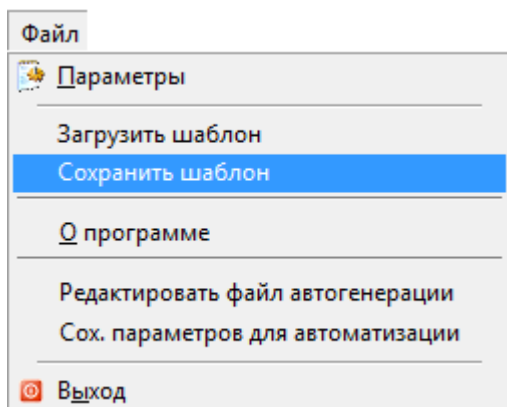 Файл
Параметры
Загрузить шаблон
Сохранить шаблон
О программе
Редактировать файл автогенерации
Сох. параметров для автоматизации
Выход